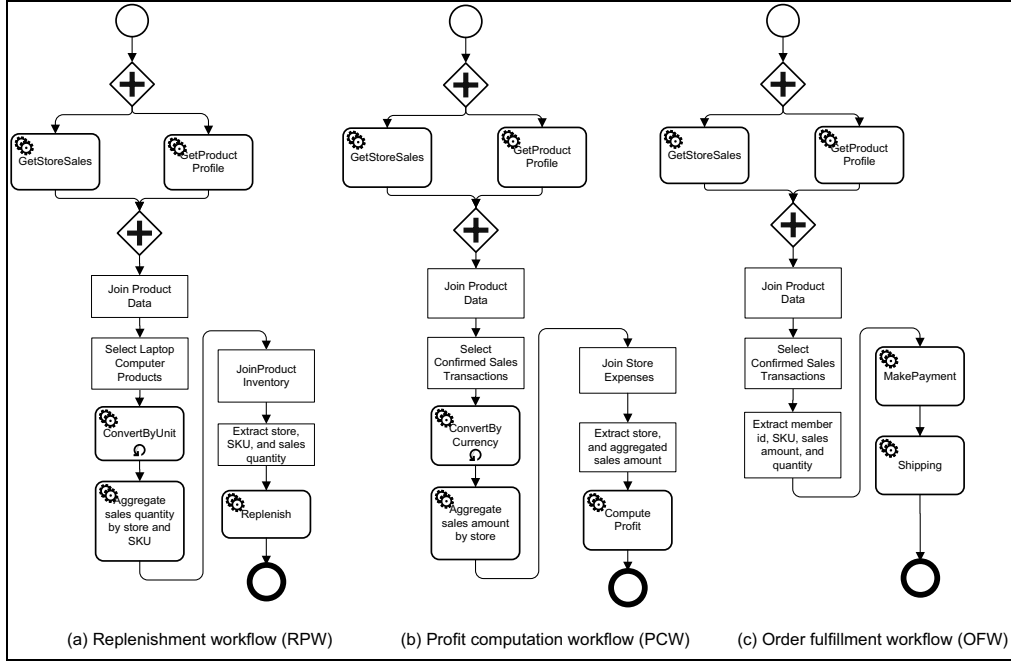 GetStoreSales
GetProduct
Profile
Join Product
Data
Select Laptop
Computer
Products
ConvertByUnit
Aggregate
sales quantity
by store and
SKU
JoinProduct
Inventory
Extract store,
SKU, and sales
quantity
Replenish
(a) Replenishment workflow (RPW)
GetStoreSales
GetProduct
Profile
Join Product
Data
Select
Confirmed Sales
Transactions
ConvertBy
Currency
Aggregate
sales amount
by store
Join Store
Expenses
Extract store,
and aggregated
sales amount
Compute
Profit
(b) Profit computation workflow (PCW)
GetStoreSales
GetProduct
Profile
Join Product
Data
Select
Confirmed Sales
Transactions
Extract member
id, SKU, sales
amount, and
quantity
MakePayment
Shipping
(c) Order fulfillment workflow (OFW)